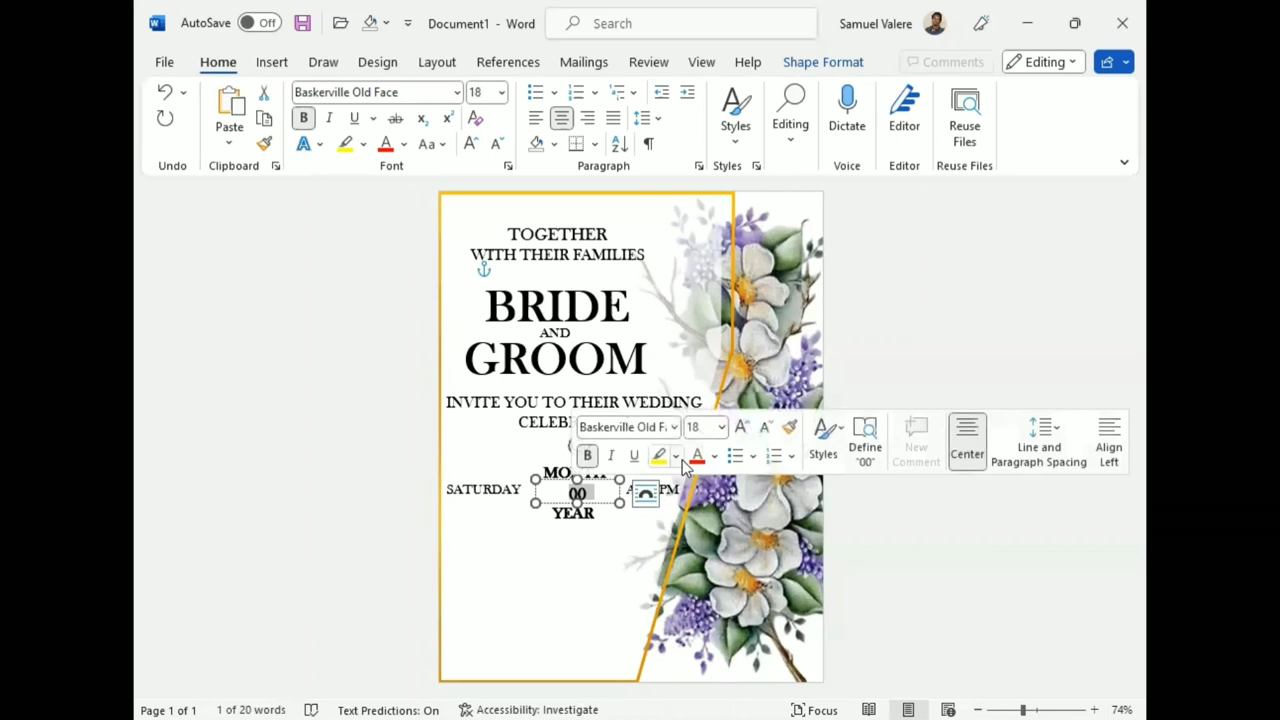 AutoSave Off Document1 - Word Search Samuel Valere
File Home Insert Draw Design Layout References Mailings Review View Help Shape Format Comments Editing
Baskerville Old Face 18
Paste Styles Editing Dictate Editor Reuse Files
Undo Clipboard Font Paragraph Styles Voice Editor Reuse Files
TOGETHER
WITH THEIR FAMILIES
BRIDE
AND
GROOM
INVITE YOU TO THEIR WEDDING
Baskerville Old Fa 18
Styles Define "00" New Comment Center Line and Paragraph Spacing Align Left
SATURDAY 00 PM
YEAR
Page 1 of 1 1 of 20 words Text Predictions: On Accessibility: Investigate Focus 74%